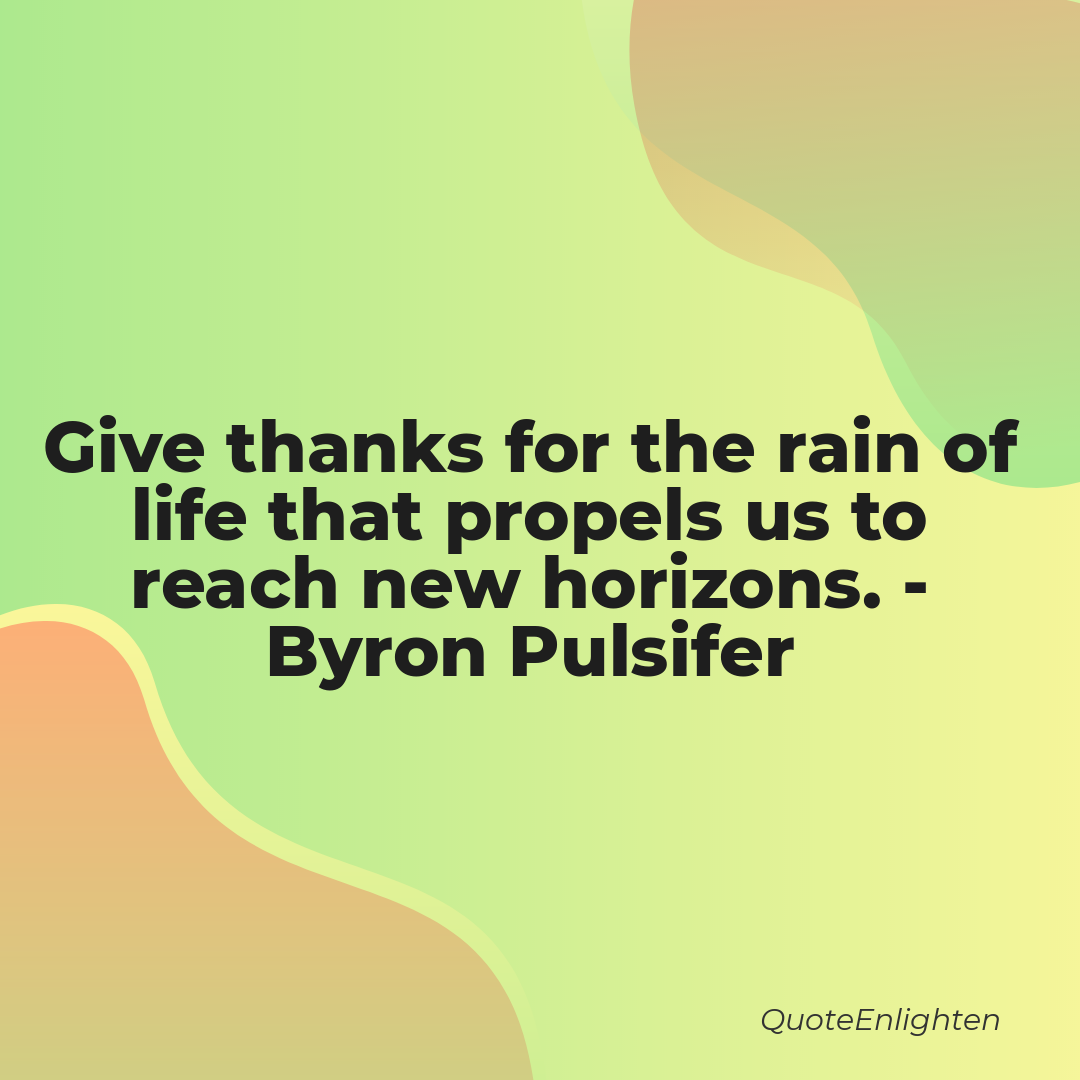 Give thanks for the rain of
life that propels us to
reach new horizons. -
Byron Pulsifer
QuoteEnlighten